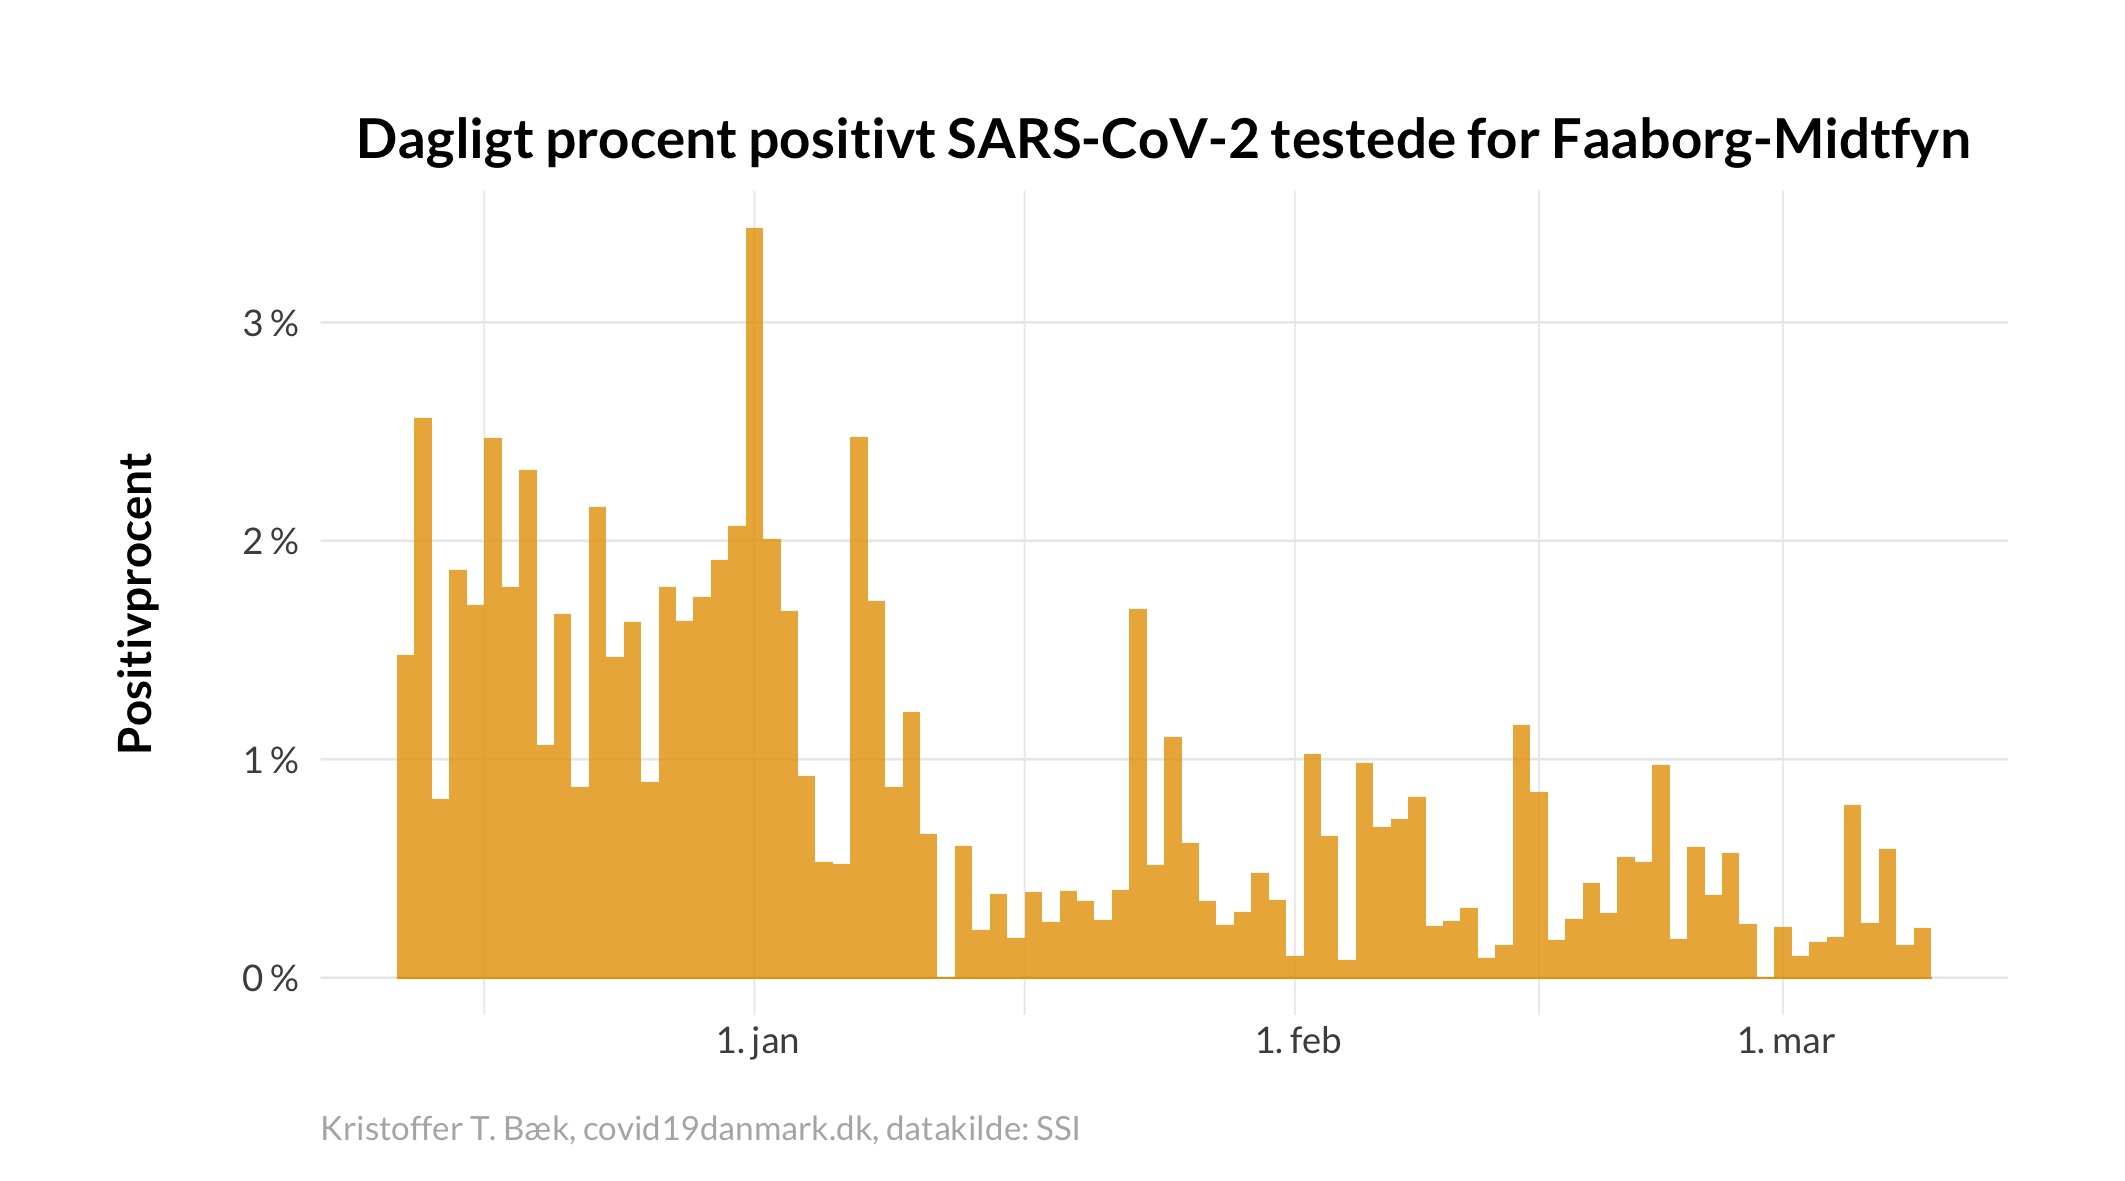 Dagligt procent positivt SARS-CoV-2 testede for Faaborg-Midtfyn
Positivprocent
3 %
2 %
1 %
0 %
1. jan
1. feb
1. mar
Kristoffer T. Bæk, covid19danmark.dk, datakilde: SSI